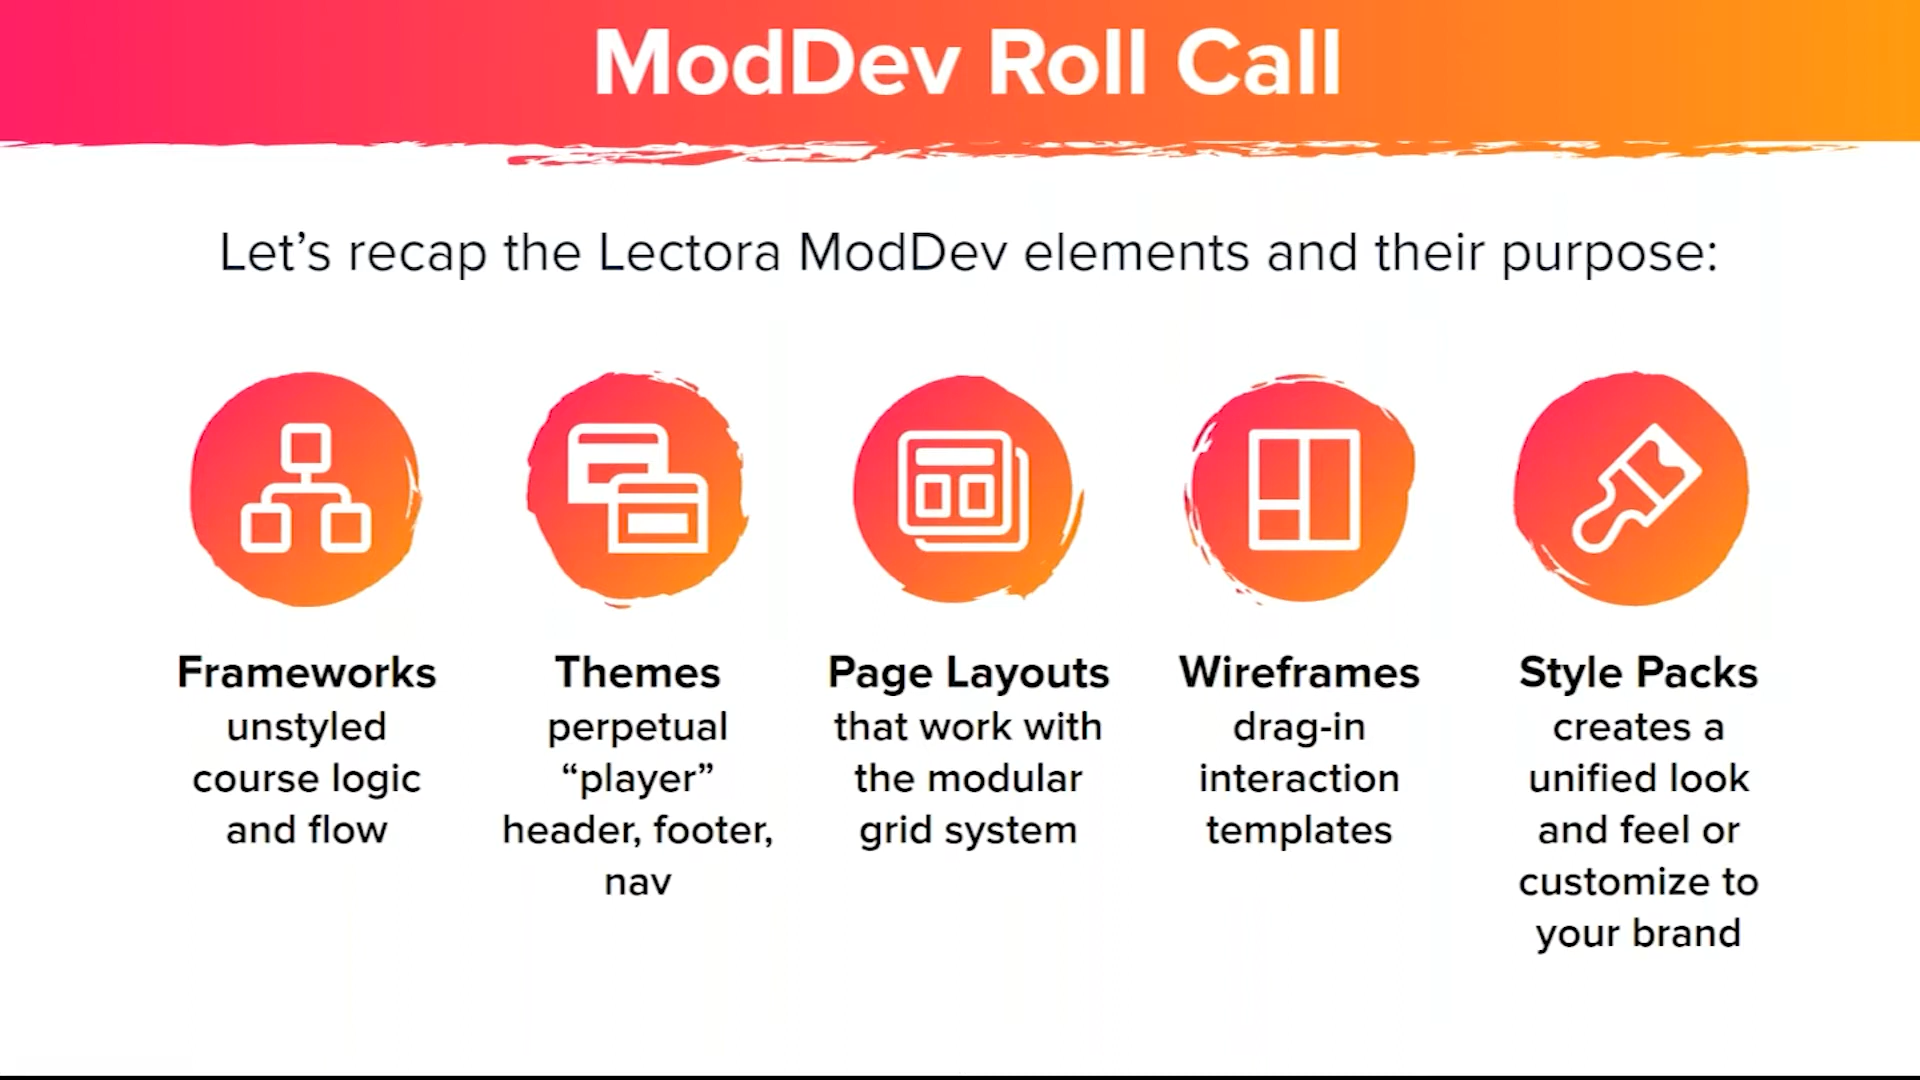 ModDev Roll Call
Let’s recap the Lectora ModDev elements and their purpose:
Frameworks
unstyled
course logic
and flow
Themes
perpetual
“player”
header, footer,
nav
Page Layouts
that work with
the modular
grid system
Wireframes
drag-in
interaction
templates
Style Packs
creates a
unified look
and feel or
customize to
your brand